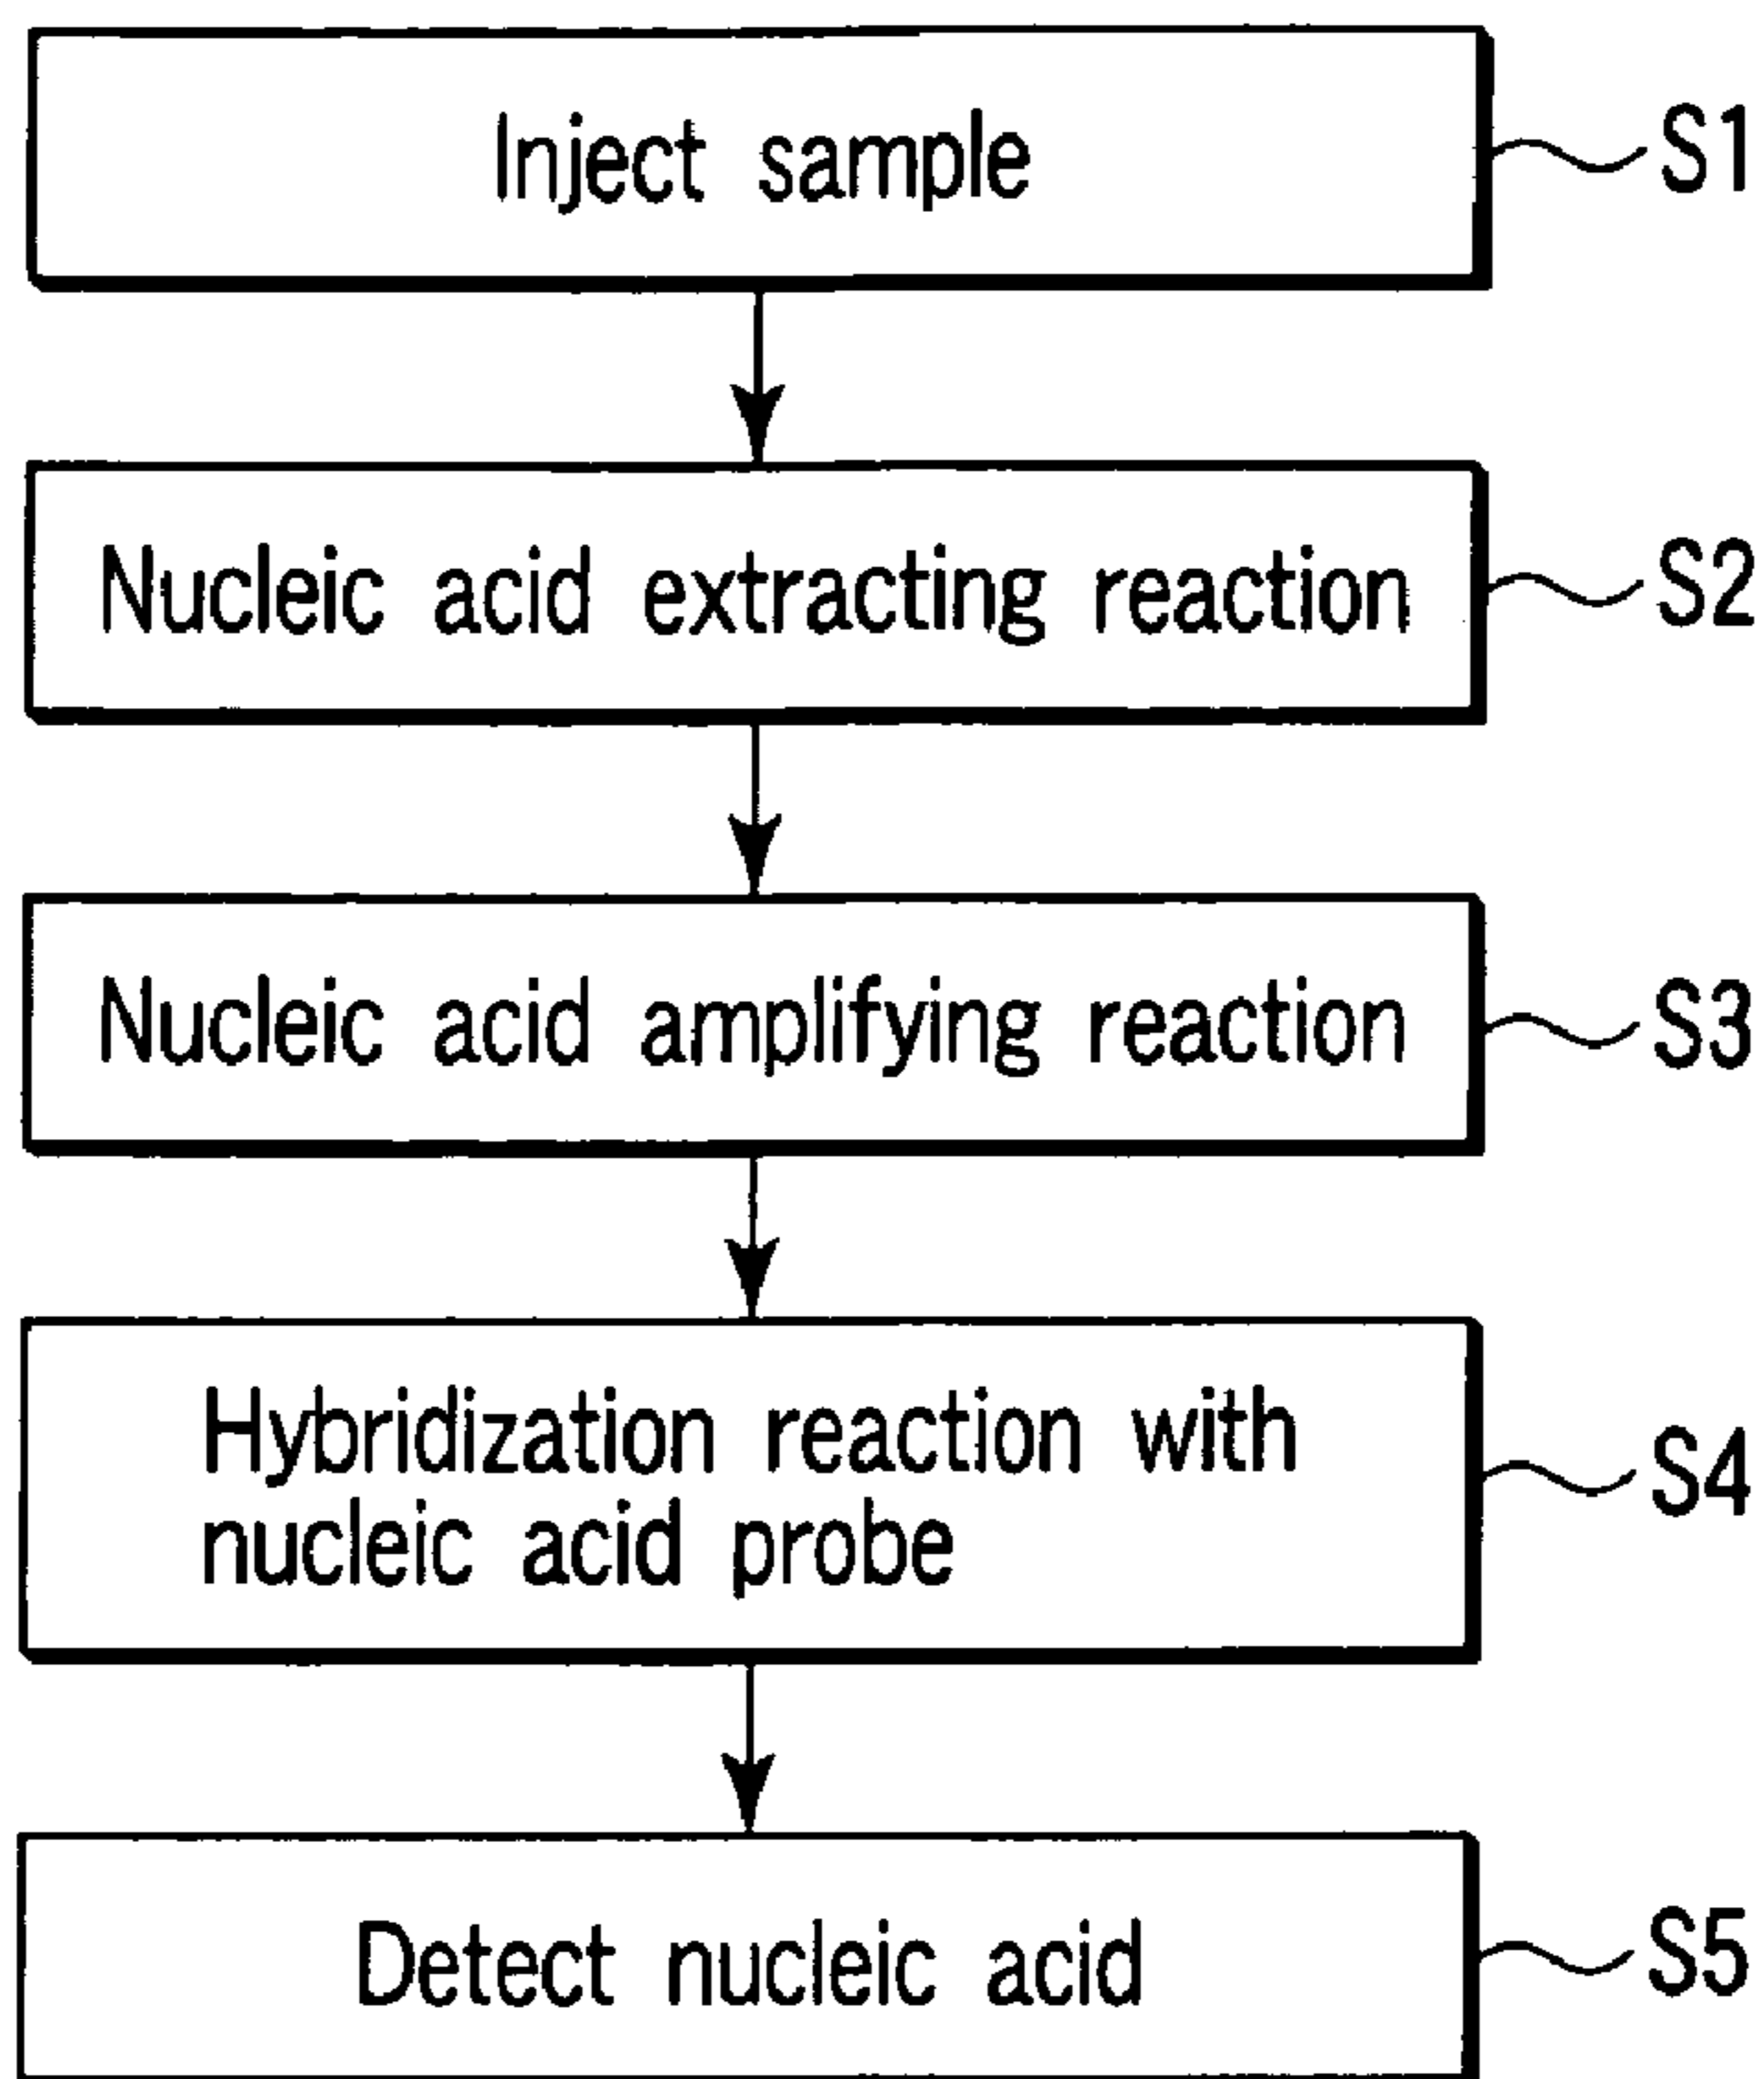 Inject sample
S1
Nucleic acid extracting reaction
S2
Nucleic acid amplifying reaction
S3
Hybridization reaction with
nucleic acid probe
S4
Detect nucleic acid
S5